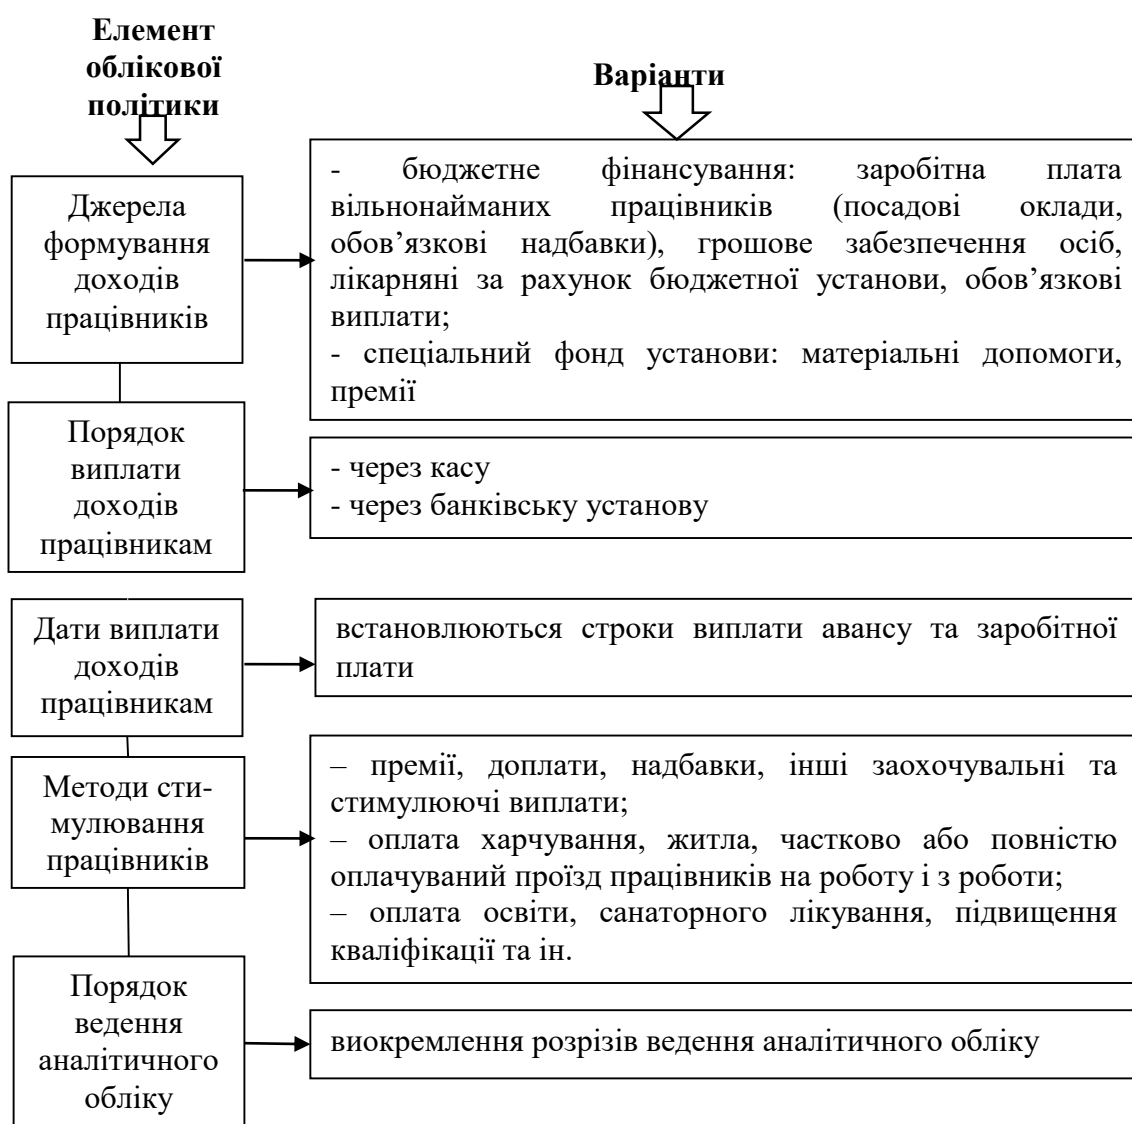 Елемент
облікової
політики
Варіанти
Джерела
формування
доходів
працівників
- бюджетне фінансування: заробітна плата
вільнонайманих працівників (посадові оклади,
обов’язкові надбавки), грошове забезпечення осіб,
лікарняні за рахунок бюджетної установи, обов’язкові
виплати;
- спеціальний фонд установи: матеріальні допомоги,
премії
Порядок
виплати
доходів
працівникам
- через касу
- через банківську установу
Дати виплати
доходів
працівникам
встановлюються строки виплати авансу та заробітної
плати
Методи сти-
мулювання
працівників
– премії, доплати, надбавки, інші заохочувальні та
стимулюючі виплати;
– оплата харчування, житла, частково або повністю
оплачуваний проїзд працівників на роботу і з роботи;
– оплата освіти, санаторного лікування, підвищення
кваліфікації та ін.
Порядок
ведення
аналітичного
обліку
виокремлення розрізів ведення аналітичного обліку